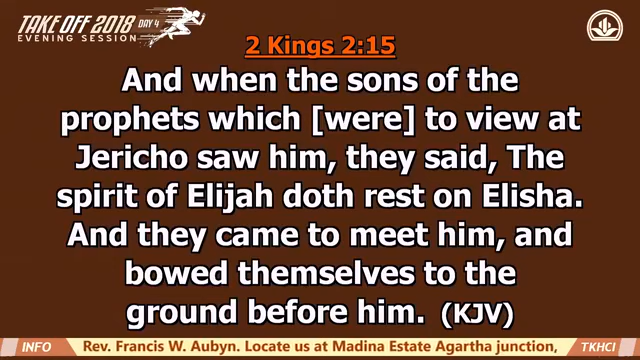 TAKE OFF 2018 DAY 4
EVENING SESSION
2 Kings 2:15
And when the sons of the
prophets which [were] to view at
Jericho saw him, they said, The
spirit of Elijah doth rest on Elisha.
And they came to meet him, and
bowed themselves to the
ground before him. (KJV)
INFO Rev. Francis W. Aubyn. Locate us at Madina Estate Agartha junction, TKHCI